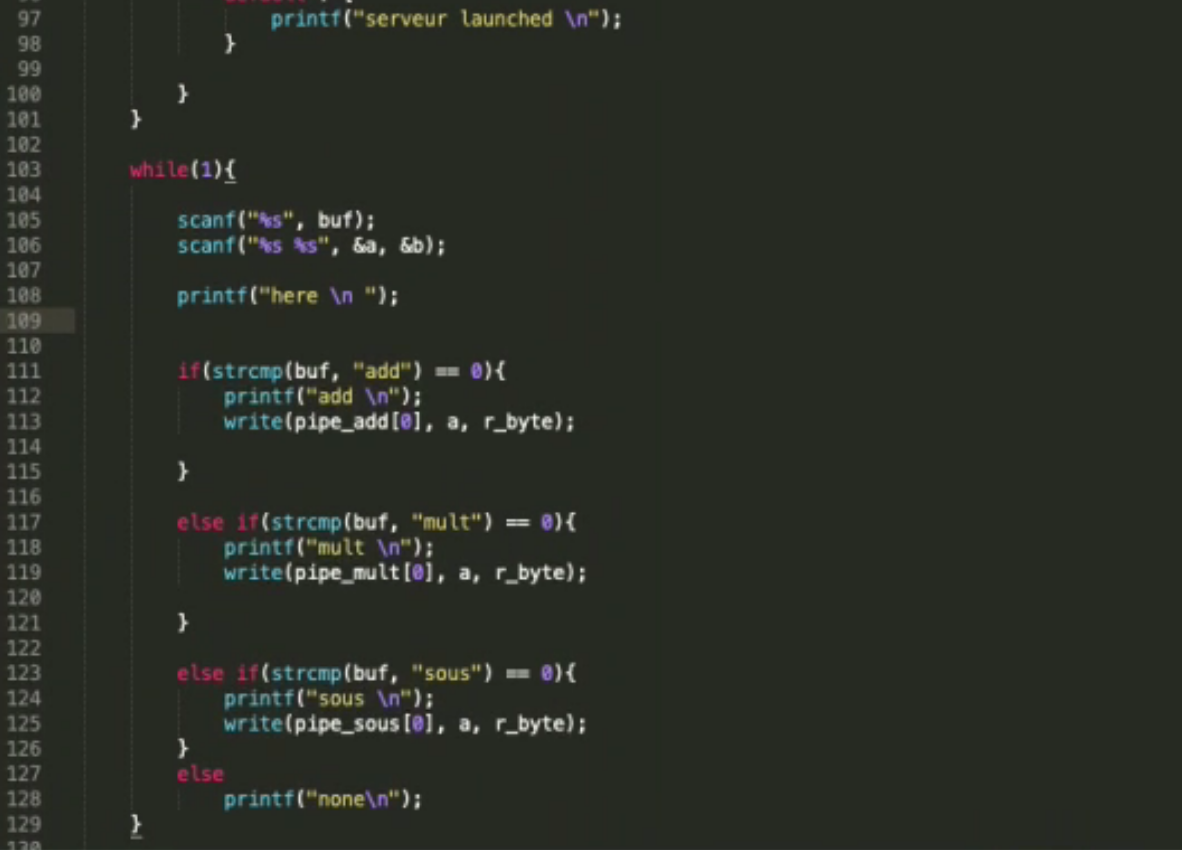 97 printf("serveur launched \n");
98 }
99
100 }
101 }
102
103 while(1){
104
105 scanf("%s", buf);
106 scanf("%s %s", &a, &b);
107
108 printf("here \n ");
109
110
111 if(strcmp(buf, "add") == 0){
112 printf("add \n");
113 write(pipe_add[0], a, r_byte);
114
115 }
116
117 else if(strcmp(buf, "mult") == 0){
118 printf("mult \n");
119 write(pipe_mult[0], a, r_byte);
120
121 }
122
123 else if(strcmp(buf, "sous") == 0){
124 printf("sous \n");
125 write(pipe_sous[0], a, r_byte);
126 }
127 else
128 printf("none\n");
129 }
130